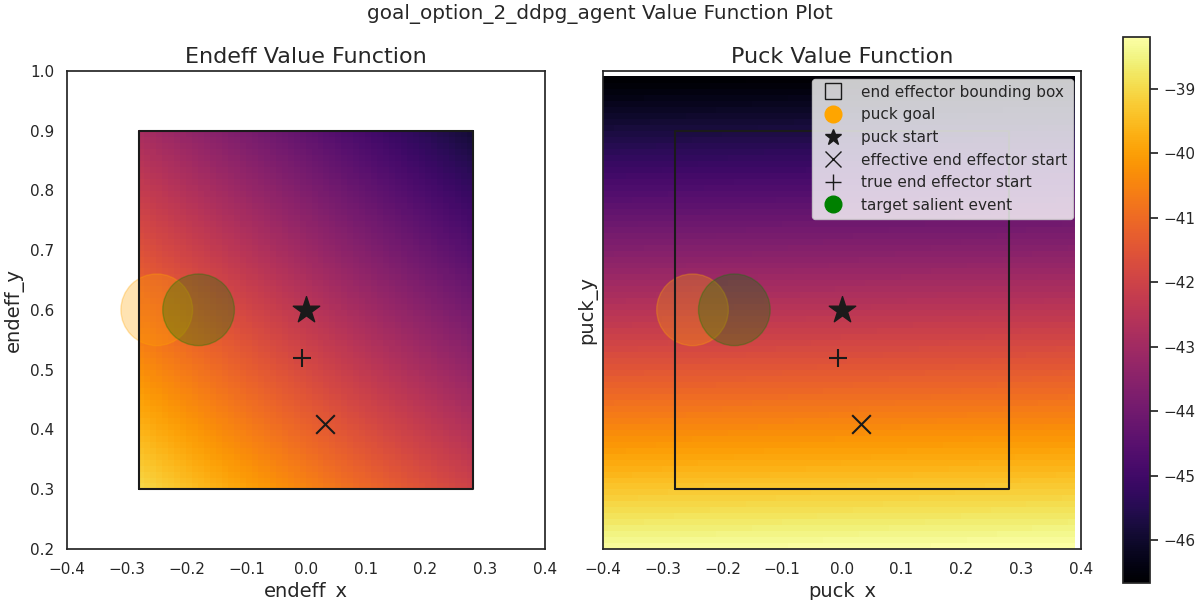 goal_option_2_ddpg_agent Value Function Plot
Endeff Value Function
1.0
0.9
0.8
0.7
0.6
0.5
0.4
0.3
0.2
endeff_y
−0.4 −0.3 −0.2 −0.1 0.0 0.1 0.2 0.3 0.4
endeff_x
Puck Value Function
end effector bounding box
puck goal
puck start
effective end effector start
true end effector start
target salient event
puck_y
−0.4 −0.3 −0.2 −0.1 0.0 0.1 0.2 0.3 0.4
puck_x
−39
−40
−41
−42
−43
−44
−45
−46